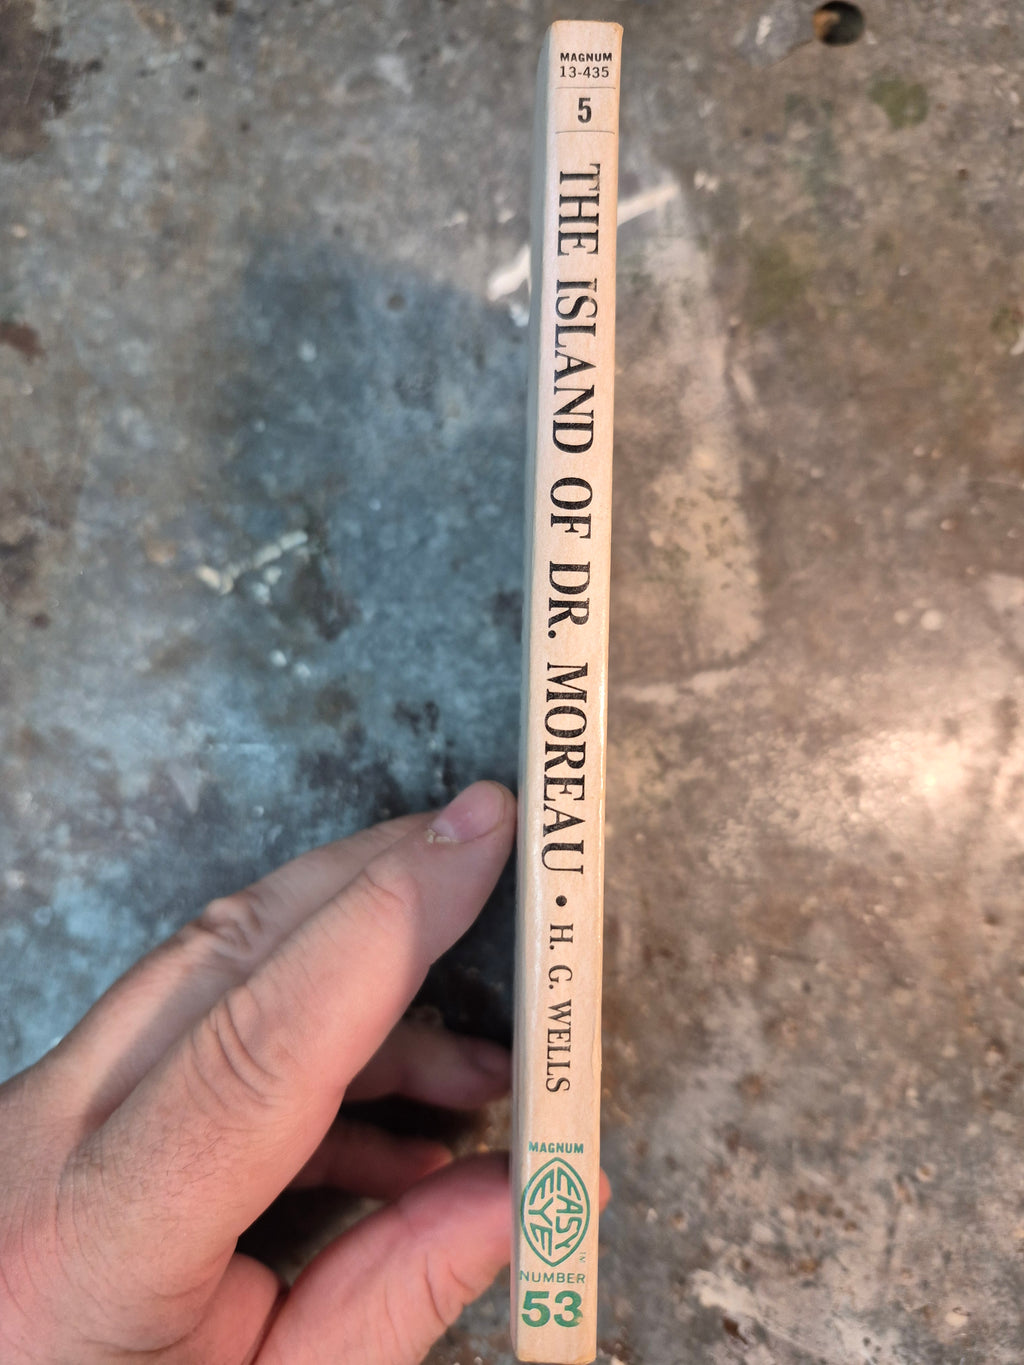 MAGNUM
13-435
5
THE ISLAND OF DR. MOREAU • H. G. WELLS
MAGNUM
EASY
EYE
TM
NUMBER
53